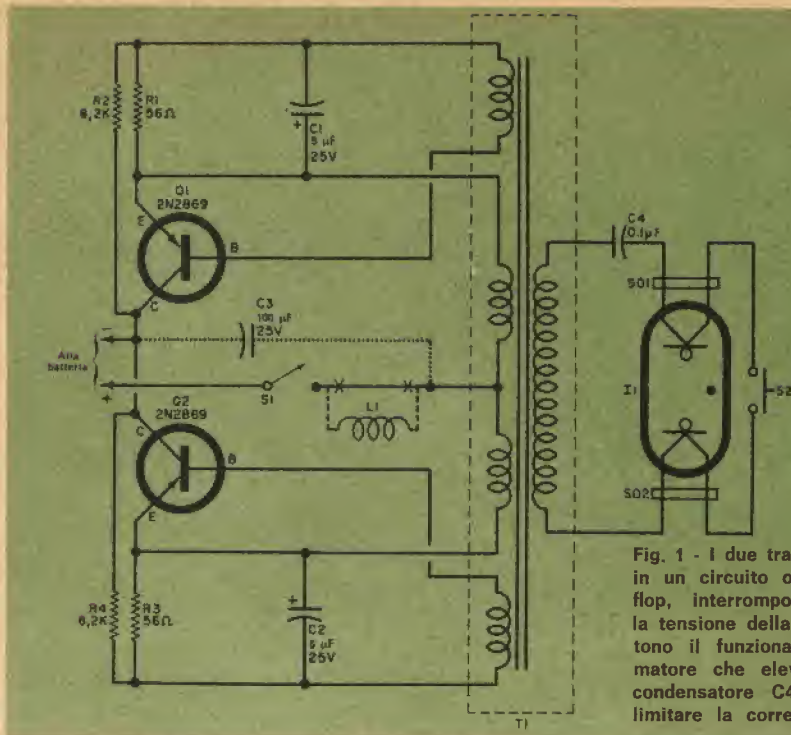 R2
8,2K
R1
56Ω
C1
5 µF
25V
Q1
2N2869
E
B
C
C4
0.1µF
SO1
C3
100 µF
25V
Alla
batteria
S1
L1
I1
S2
Q2
2N2869
C
B
E
SO2
R4
8,2K
R3
56Ω
C2
5 µF
25V
T1
Fig. 1 - I due tra
in un circuito o
flop, interrompo
la tensione della
tono il funziona
matore che elev
condensatore C4
limitare la corre